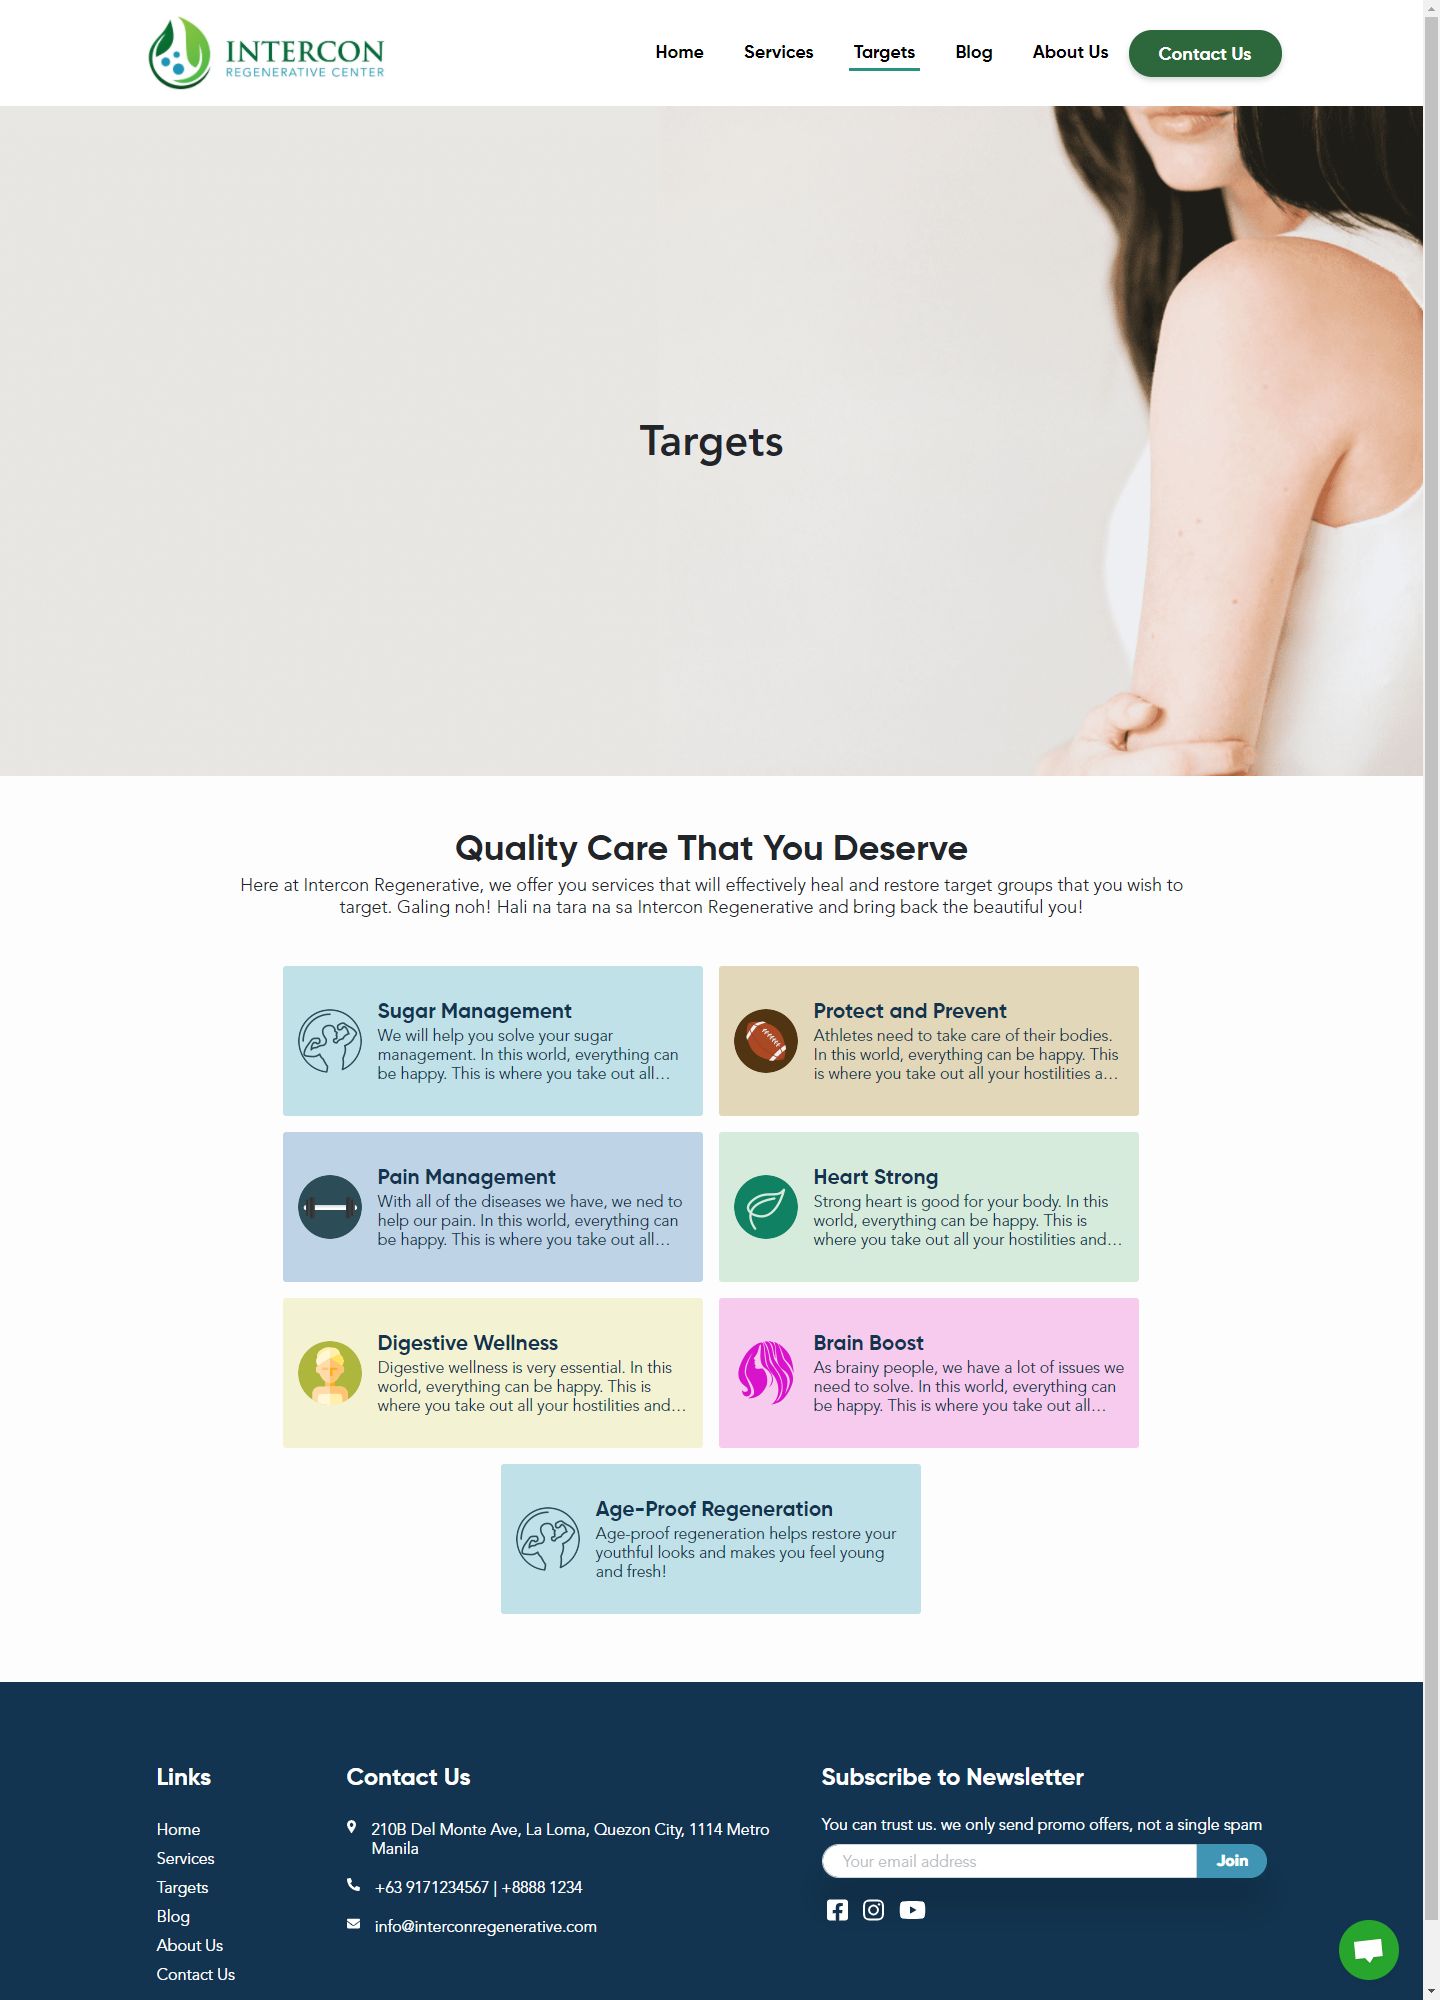 INTERCON
REGENERATIVE CENTER
Home
Services
Targets
Blog
About Us
Contact Us
Targets
Quality Care That You Deserve
Here at Intercon Regenerative, we offer you services that will effectively heal and restore target groups that you wish to
target. Galing noh! Hali na tara na sa Intercon Regenerative and bring back the beautiful you!
Sugar Management
We will help you solve your sugar
management. In this world, everything can
be happy. This is where you take out all...
Protect and Prevent
Athletes need to take care of their bodies.
In this world, everything can be happy. This
is where you take out all your hostilities a...
Pain Management
With all of the diseases we have, we ned to
help our pain. In this world, everything can
be happy. This is where you take out all...
Heart Strong
Strong heart is good for your body. In this
world, everything can be happy. This is
where you take out all your hostilities and...
Digestive Wellness
Digestive wellness is very essential. In this
world, everything can be happy. This is
where you take out all your hostilities and...
Brain Boost
As brainy people, we have a lot of issues we
need to solve. In this world, everything can
be happy. This is where you take out all...
Age-Proof Regeneration
Age-proof regeneration helps restore your
youthful looks and makes you feel young
and fresh!
Links
Home
Services
Targets
Blog
About Us
Contact Us
Contact Us
210B Del Monte Ave, La Loma, Quezon City, 1114 Metro
Manila
+63 9171234567 | +8888 1234
info@interconregenerative.com
Subscribe to Newsletter
You can trust us. we only send promo offers, not a single spam
Your email address
Join